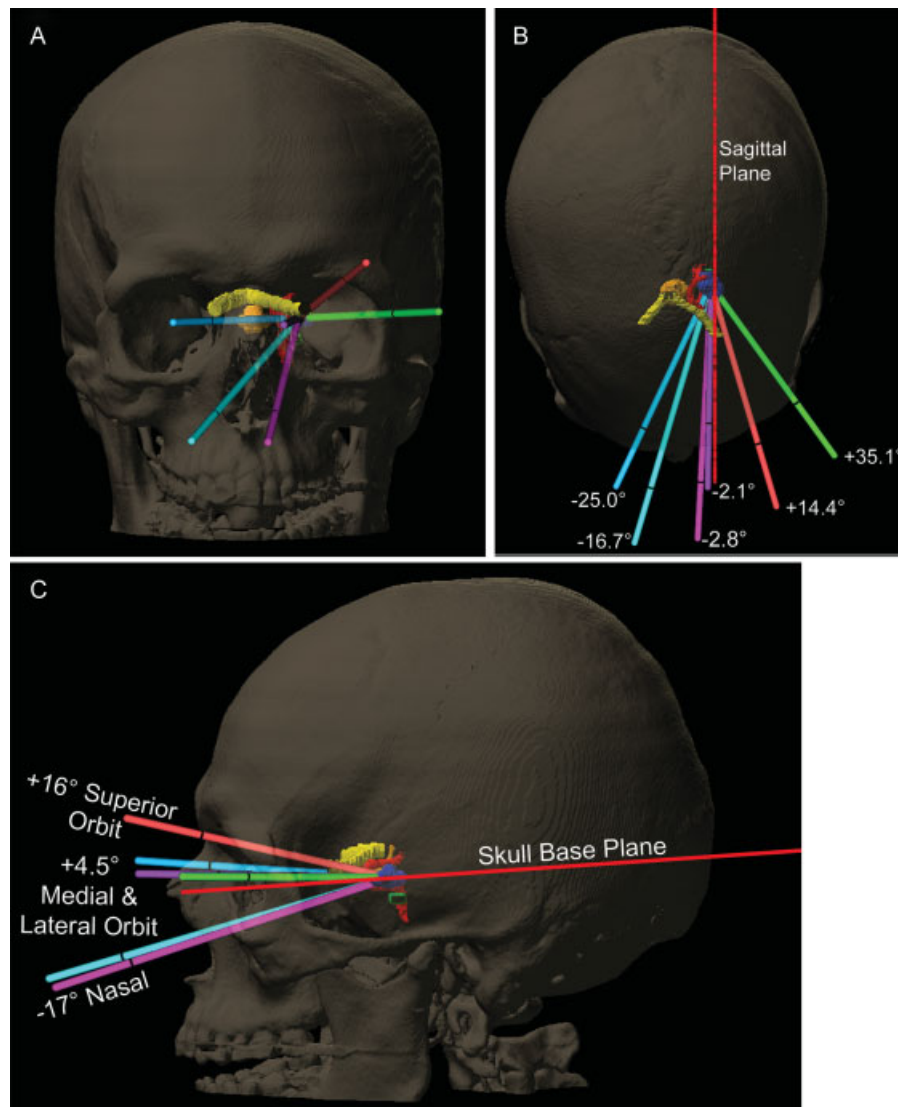 A
B
Sagittal
Plane
+35.1°
-2.1°
-25.0°
+14.4°
-16.7°
-2.8°
C
+16° Superior
Orbit
Skull Base Plane
+4.5°
Medial &
Lateral Orbit
-17° Nasal